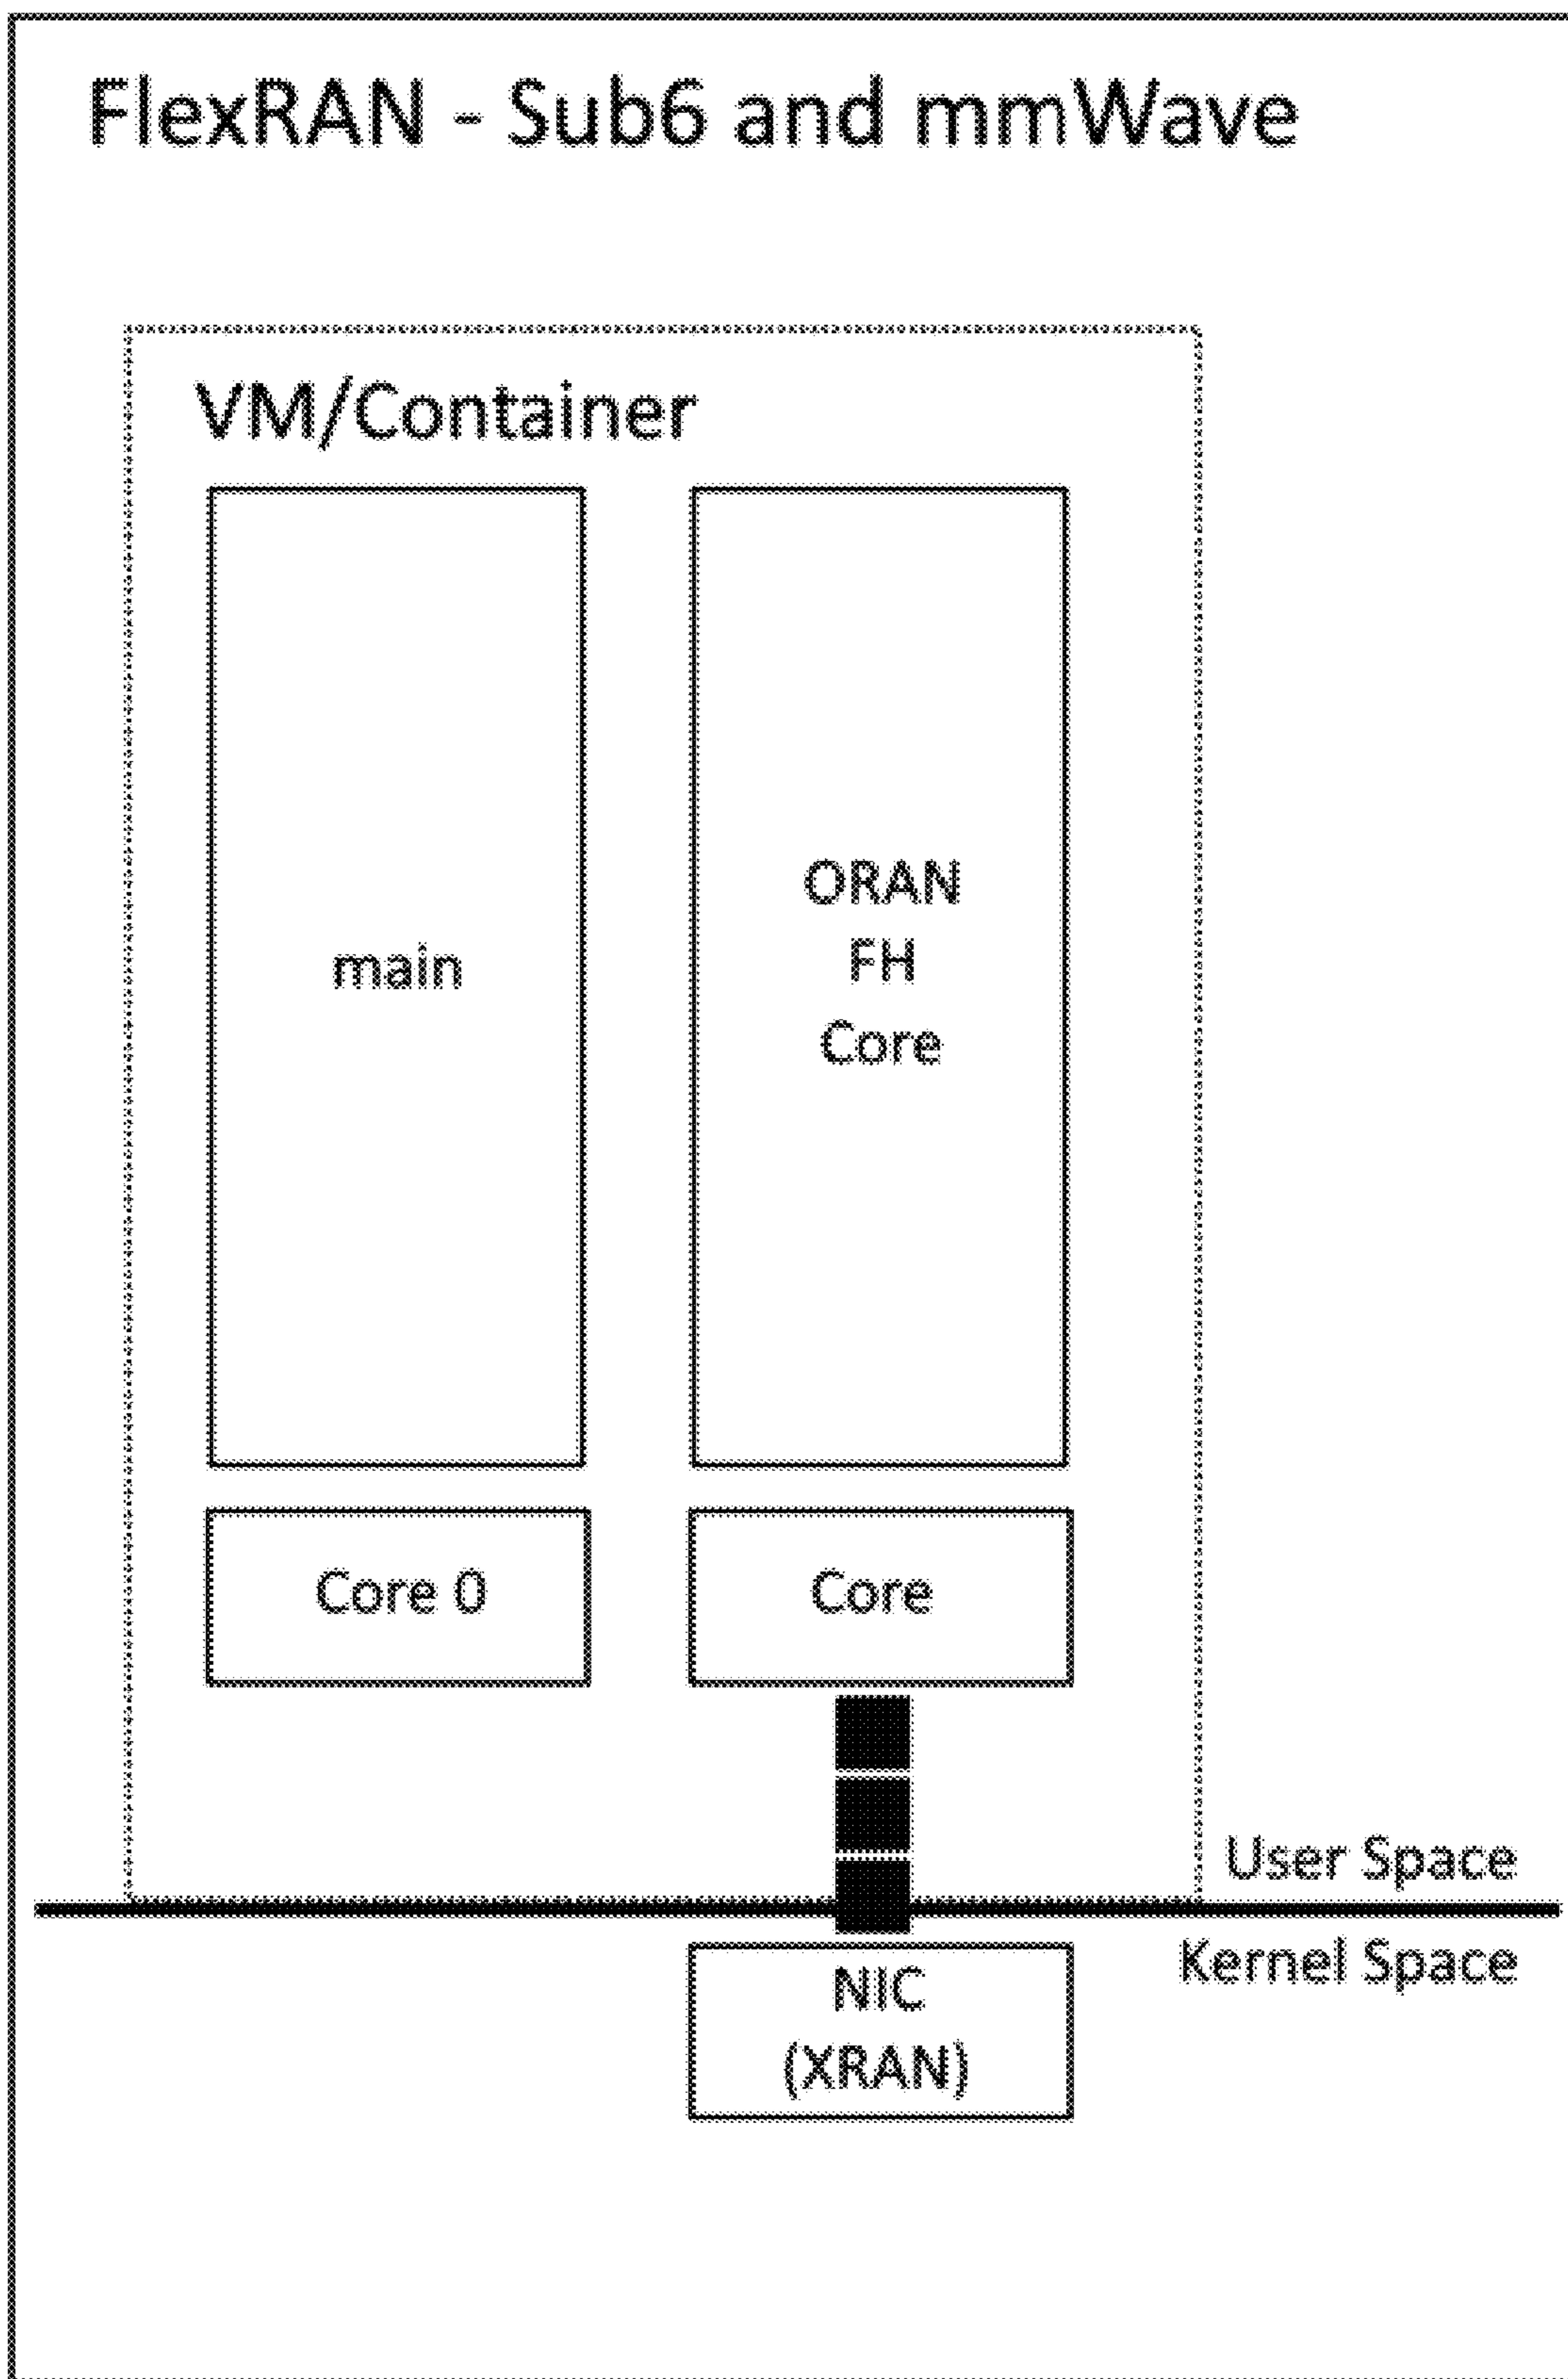 FlexRAN - Sub6 and mmWave
VM/Container
main
ORAN
FH
Core
Core 0
Core
User Space
Kernel Space
NIC
(XRAN)